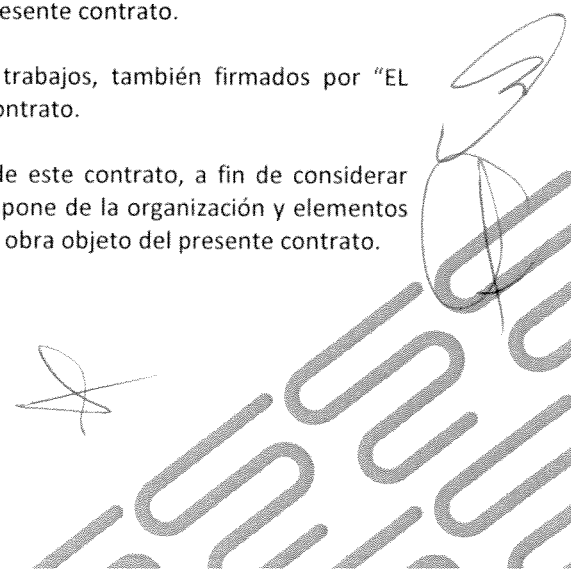 esente contrato.
trabajos, también firmados por "EL
ontrato.
de este contrato, a fin de considerar
pone de la organización y elementos
obra objeto del presente contrato.